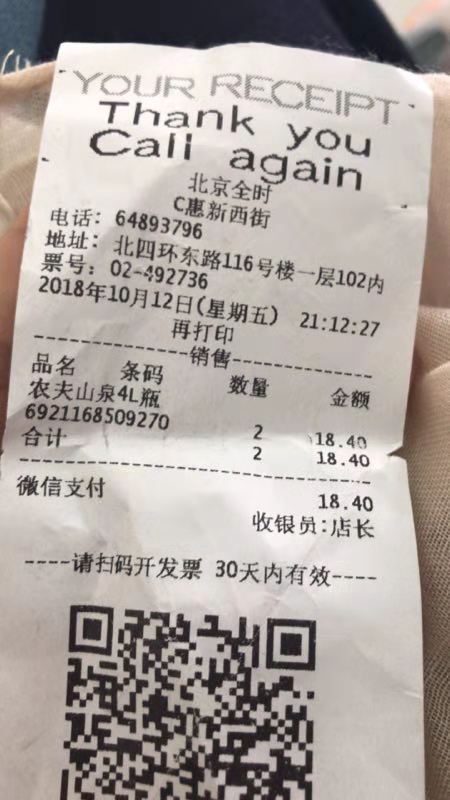 YOUR RECEIPT
Thank you
Call again
北京全时
C惠新西街
电话: 64893796
地址: 北四环东路116号楼一层102内
票号: 02-492736
2018年10月12日(星期五) 21:12:27
再打印
----------------销售----------------
品名 条码 数量 金额
农夫山泉4L瓶
6921168509270 2 18.40
合计 2 18.40
微信支付 18.40
收银员:店长
----请扫码开发票 30天内有效----